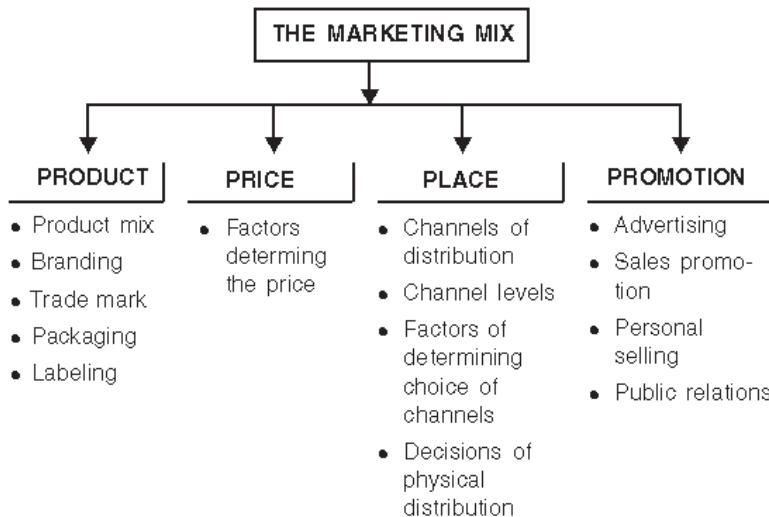 THE MARKETING MIX
PRODUCT
• Product mix
• Branding
• Trade mark
• Packaging
• Labeling
PRICE
• Factors
determing
the price
PLACE
• Channels of
distribution
• Channel levels
• Factors of
determining
choice of
channels
• Decisions of
physical
distribution
PROMOTION
• Advertising
• Sales promo-
tion
• Personal
selling
• Public relations